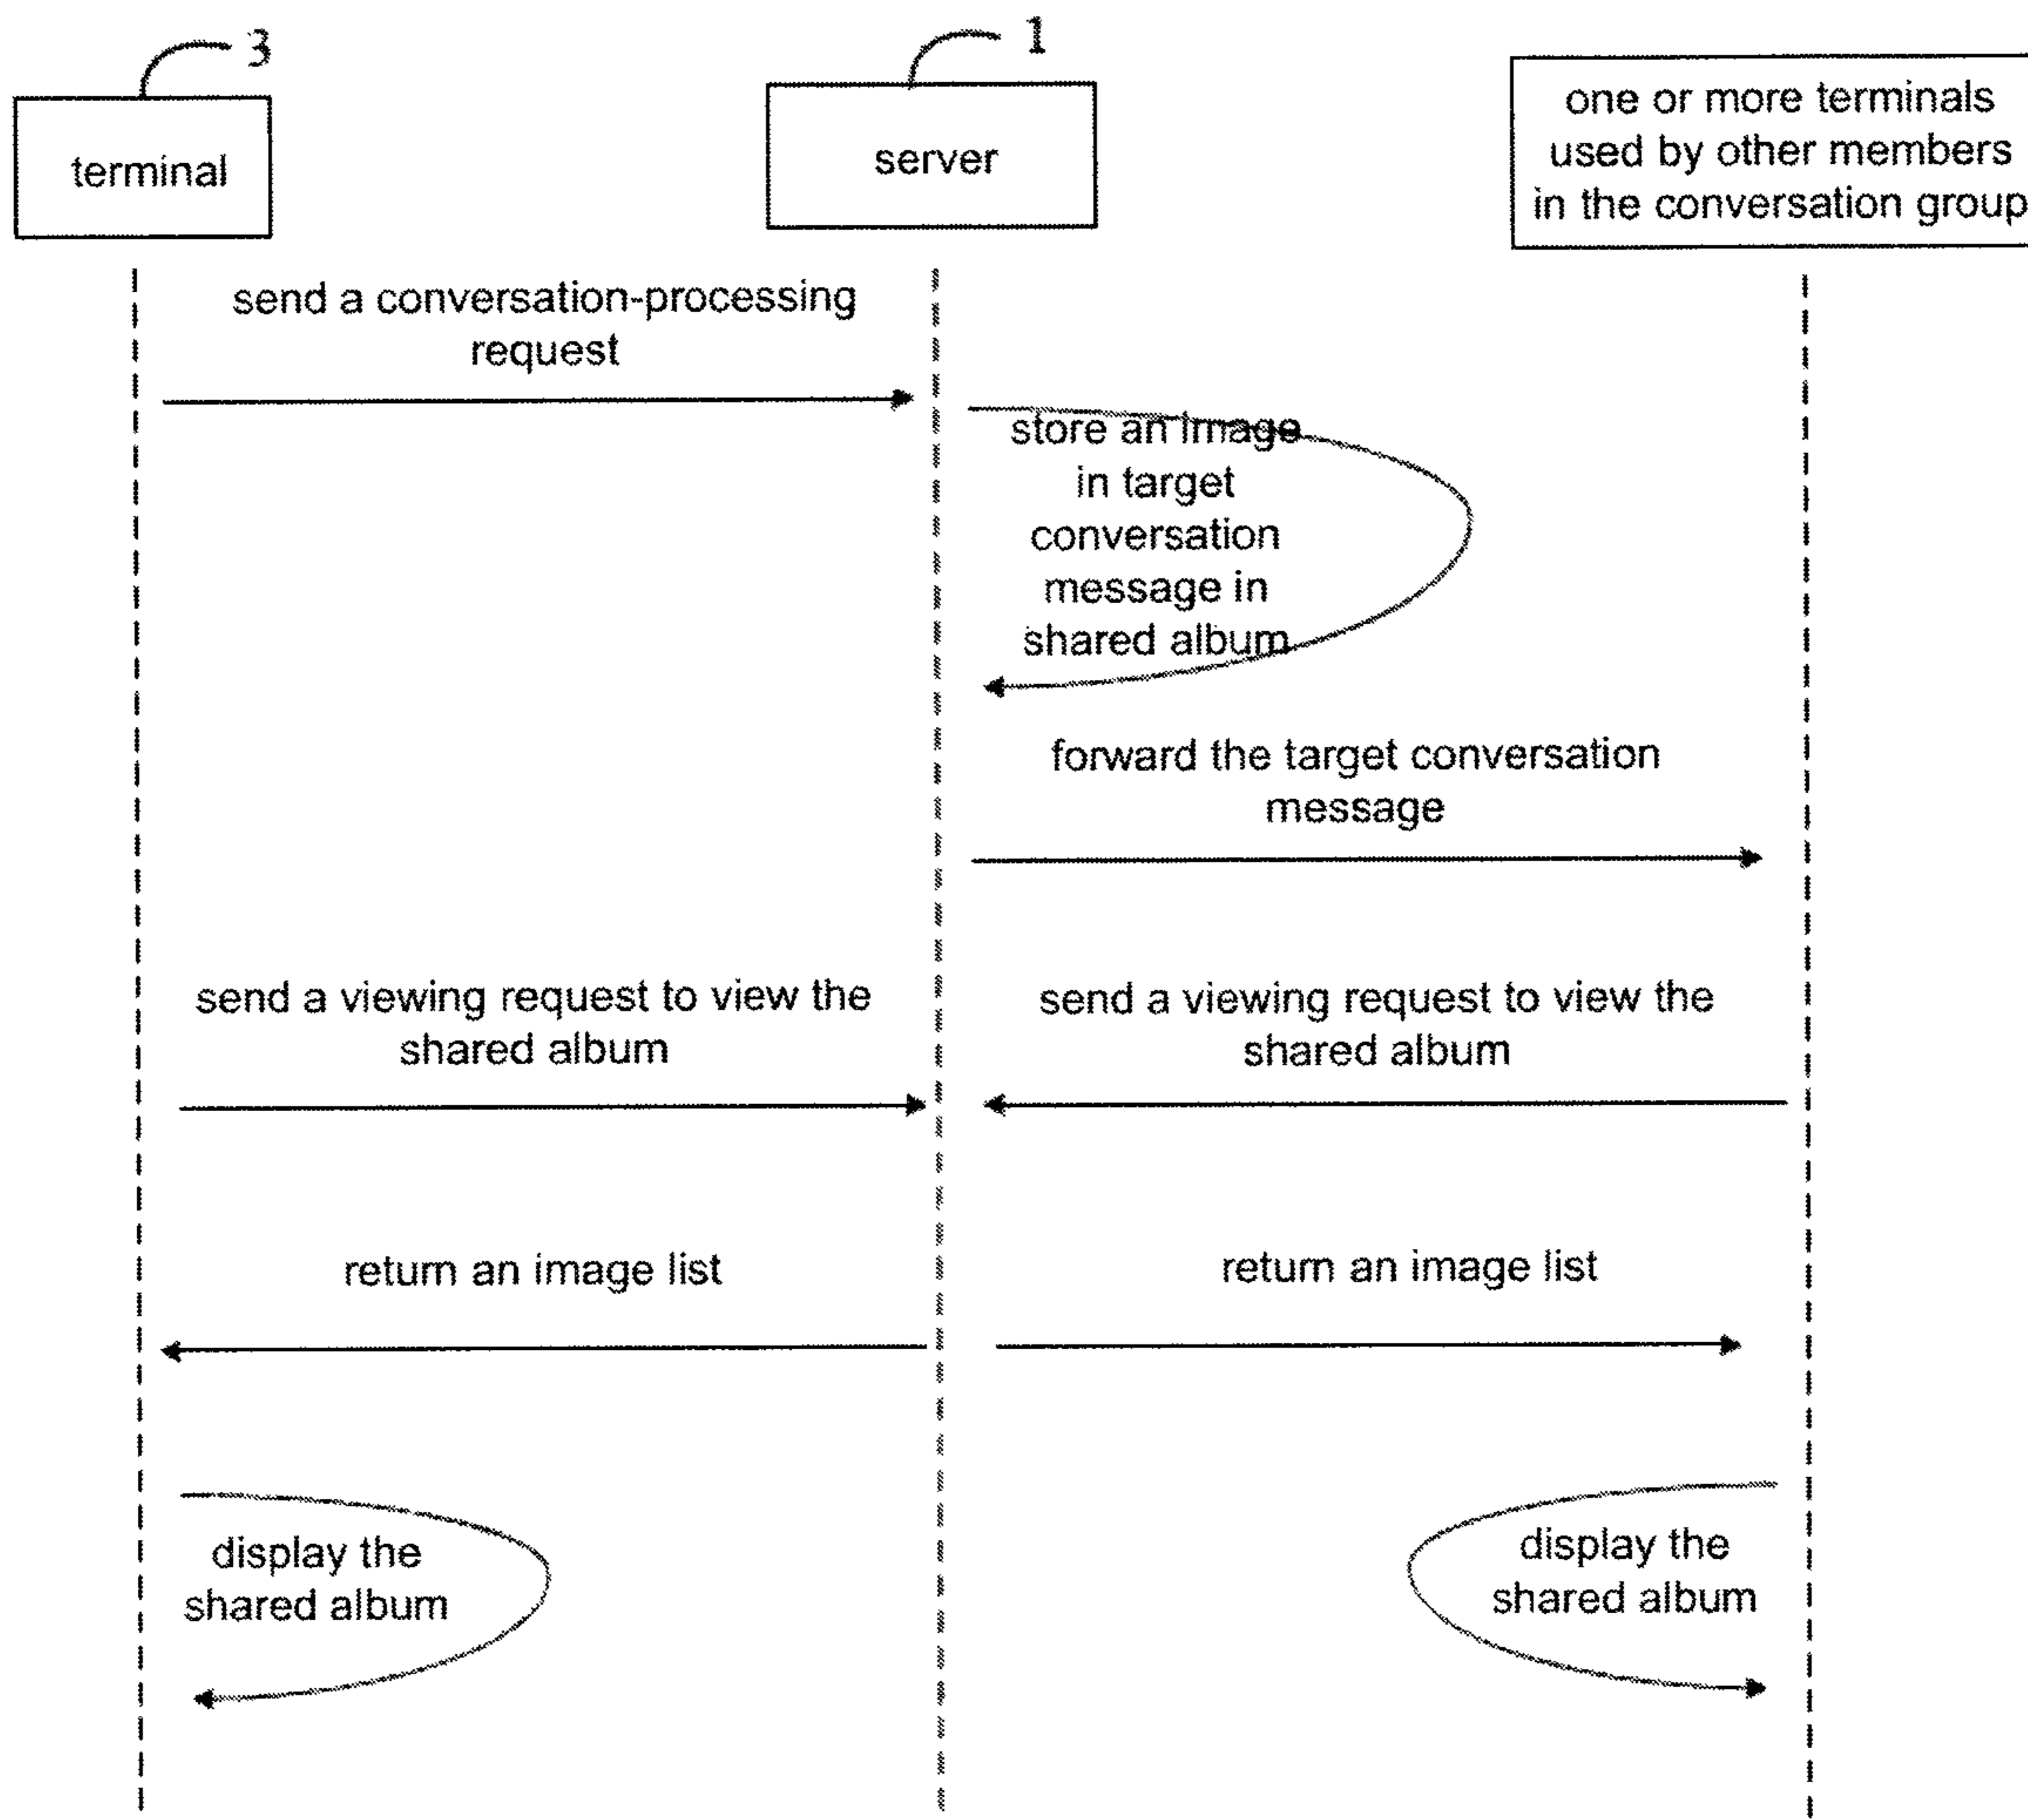 3
1
terminal
server
one or more terminals
used by other members
in the conversation group
send a conversation-processing
request
store an image
in target
conversation
message in
shared album
forward the target conversation
message
send a viewing request to view the
shared album
send a viewing request to view the
shared album
return an image list
return an image list
display the
shared album
display the
shared album